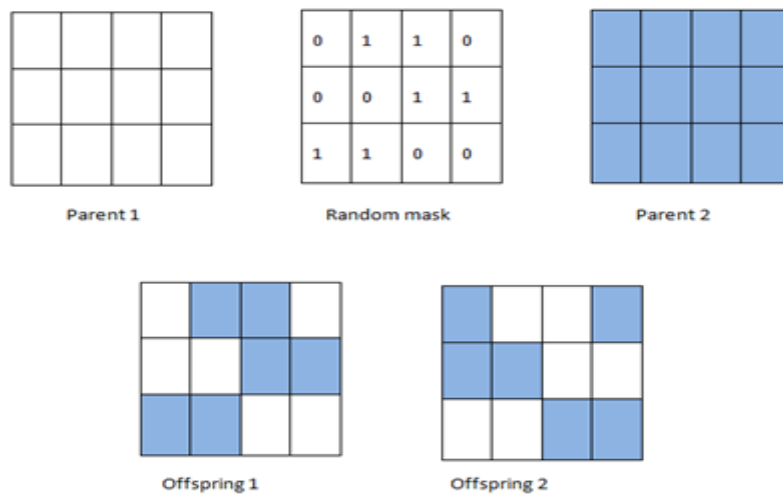 0 1 1 0
0 0 1 1
1 1 0 0
Parent 1
Random mask
Parent 2
Offspring 1
Offspring 2